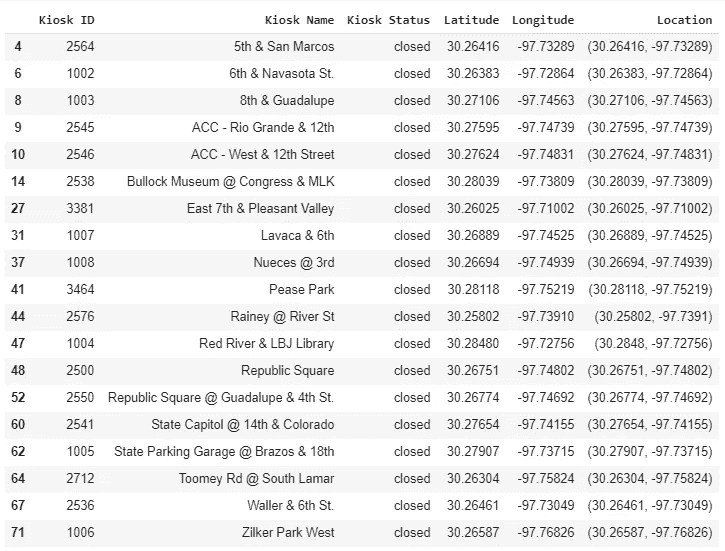 Kiosk ID Kiosk Name Kiosk Status Latitude Longitude Location
4 2564 5th & San Marcos closed 30.26416 -97.73289 (30.26416, -97.73289)
6 1002 6th & Navasota St. closed 30.26383 -97.72864 (30.26383, -97.72864)
8 1003 8th & Guadalupe closed 30.27106 -97.74563 (30.27106, -97.74563)
9 2545 ACC - Rio Grande & 12th closed 30.27595 -97.74739 (30.27595, -97.74739)
10 2546 ACC - West & 12th Street closed 30.27624 -97.74831 (30.27624, -97.74831)
14 2538 Bullock Museum @ Congress & MLK closed 30.28039 -97.73809 (30.28039, -97.73809)
27 3381 East 7th & Pleasant Valley closed 30.26025 -97.71002 (30.26025, -97.71002)
31 1007 Lavaca & 6th closed 30.26889 -97.74525 (30.26889, -97.74525)
37 1008 Nueces @ 3rd closed 30.26694 -97.74939 (30.26694, -97.74939)
41 3464 Pease Park closed 30.28118 -97.75219 (30.28118, -97.75219)
44 2576 Rainey @ River St closed 30.25802 -97.73910 (30.25802, -97.7391)
47 1004 Red River & LBJ Library closed 30.28480 -97.72756 (30.2848, -97.72756)
48 2500 Republic Square closed 30.26751 -97.74802 (30.26751, -97.74802)
52 2550 Republic Square @ Guadalupe & 4th St. closed 30.26774 -97.74692 (30.26774, -97.74692)
60 2541 State Capitol @ 14th & Colorado closed 30.27654 -97.74155 (30.27654, -97.74155)
62 1005 State Parking Garage @ Brazos & 18th closed 30.27907 -97.73715 (30.27907, -97.73715)
64 2712 Toomey Rd @ South Lamar closed 30.26304 -97.75824 (30.26304, -97.75824)
67 2536 Waller & 6th St. closed 30.26461 -97.73049 (30.26461, -97.73049)
71 1006 Zilker Park West closed 30.26587 -97.76826 (30.26587, -97.76826)